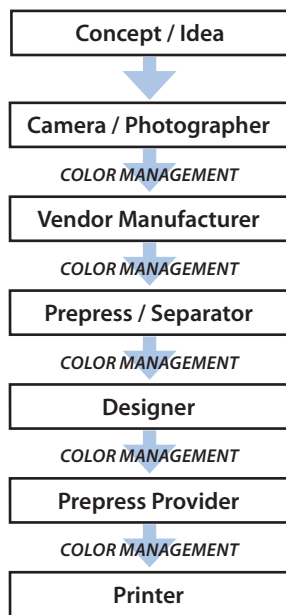 Concept / Idea
Camera / Photographer
COLOR MANAGEMENT
Vendor Manufacturer
COLOR MANAGEMENT
Prepress / Separator
COLOR MANAGEMENT
Designer
COLOR MANAGEMENT
Prepress Provider
COLOR MANAGEMENT
Printer